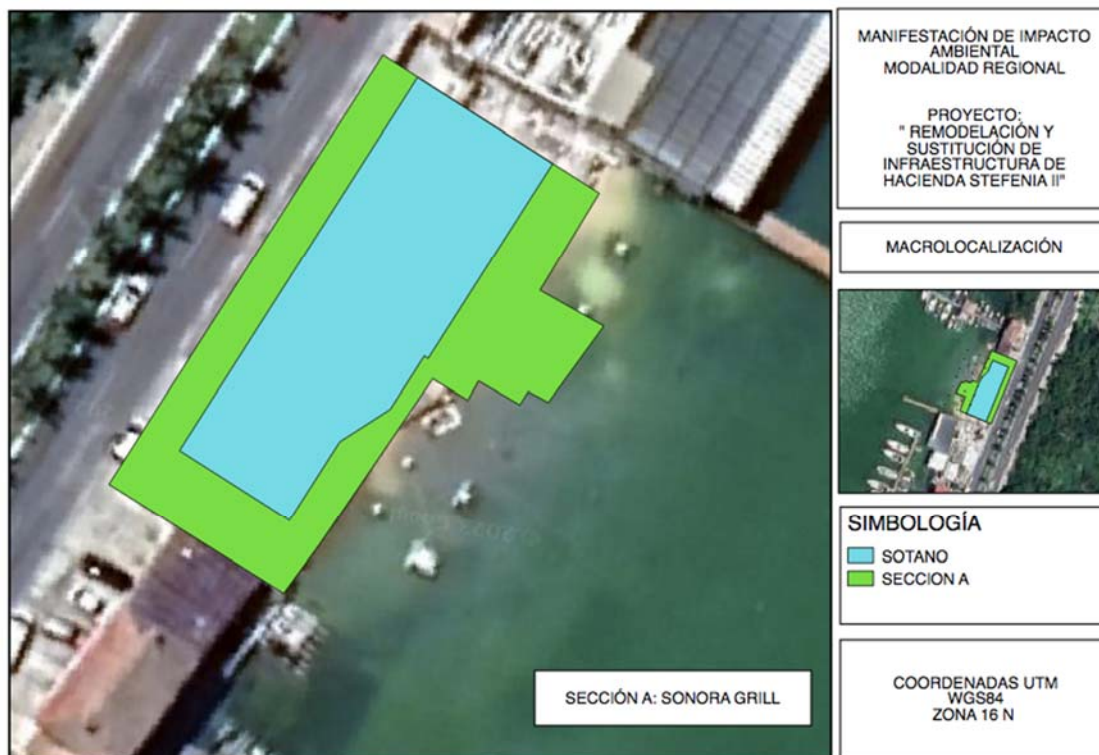 MANIFESTACIÓN DE IMPACTO
AMBIENTAL
MODALIDAD REGIONAL
PROYECTO:
" REMODELACIÓN Y
SUSTITUCIÓN DE
INFRAESTRUCTURA DE
HACIENDA STEFENIA II"
MACROLOCALIZACIÓN
SIMBOLOGÍA
SOTANO
SECCION A
SECCIÓN A: SONORA GRILL
COORDENADAS UTM
WGS84
ZONA 16 N